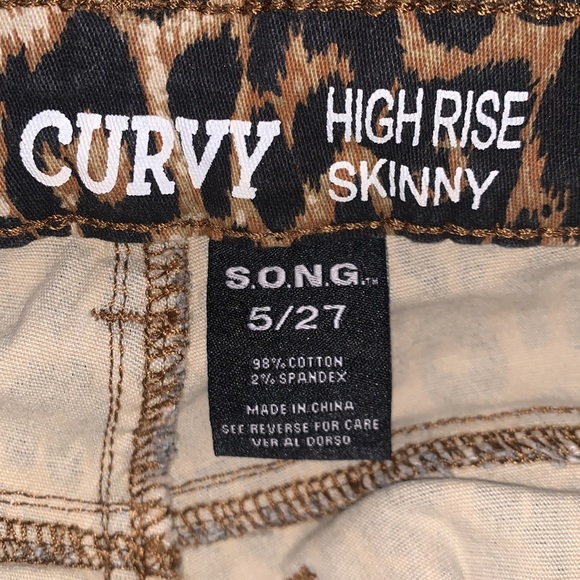 CURVY
HIGH RISE
SKINNY
S.O.N.G.™
5/27
98% COTTON
2% SPANDEX
MADE IN CHINA
SEE REVERSE FOR CARE
VER AL DORSO